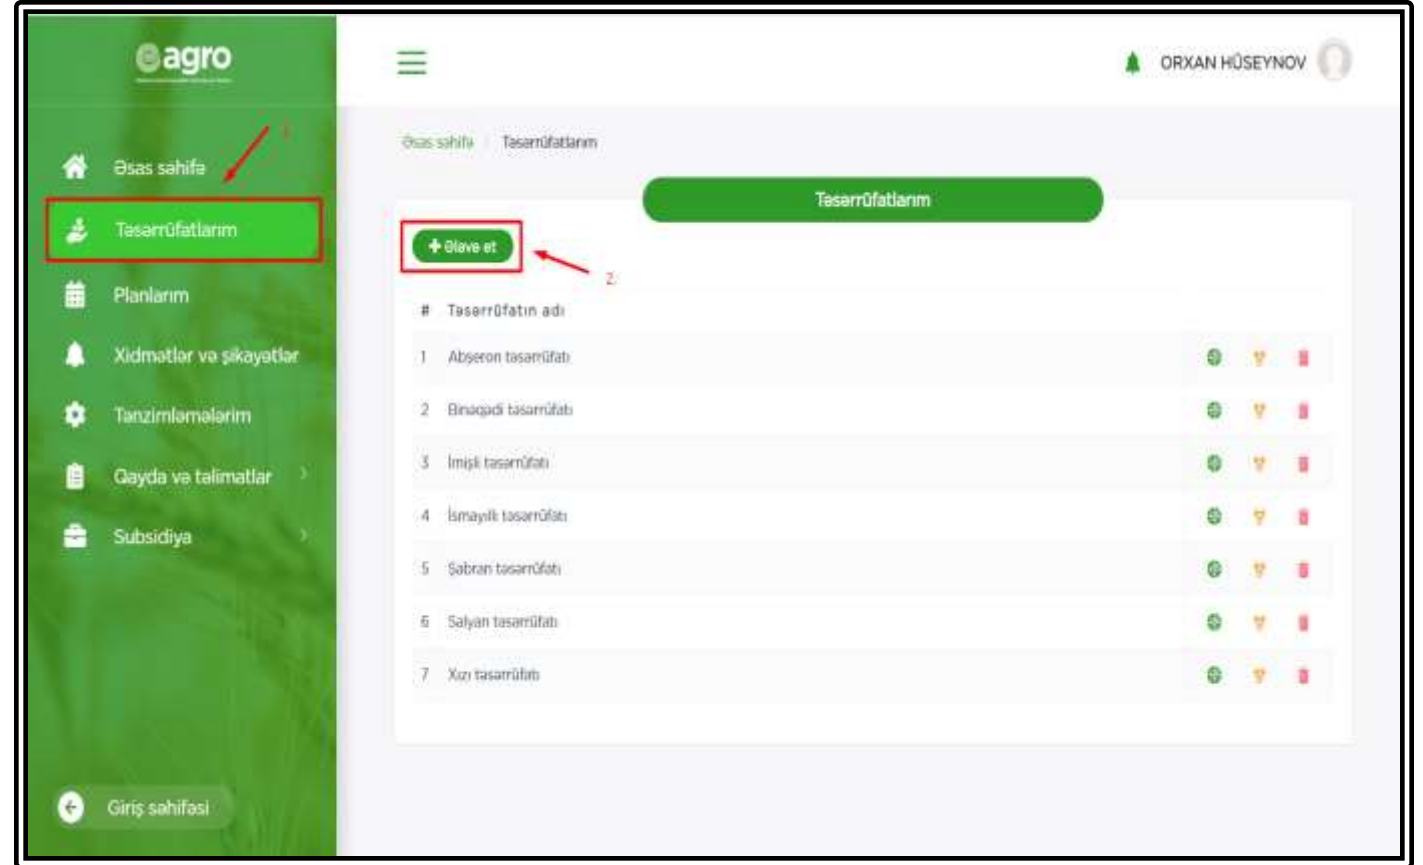 eagro
ORXAN HÜSEYNOV
1.
Əsas səhifə
Təsərrüfatlarım
Planlarım
Xidmətlər və şikayətlər
Tənzimləmələrim
Qayda və təlimatlar
Subsidiya
Giriş səhifəsi
Əsas səhifə / Təsərrüfatlarım
Təsərrüfatlarım
+ Əlavə et
2.
# Təsərrüfatın adı
1 Abşeron təsərrüfatı
2 Binəqədi təsərrüfatı
3 İmişli təsərrüfatı
4 İsmayıllı təsərrüfatı
5 Şabran təsərrüfatı
6 Salyan təsərrüfatı
7 Xızı təsərrüfatı